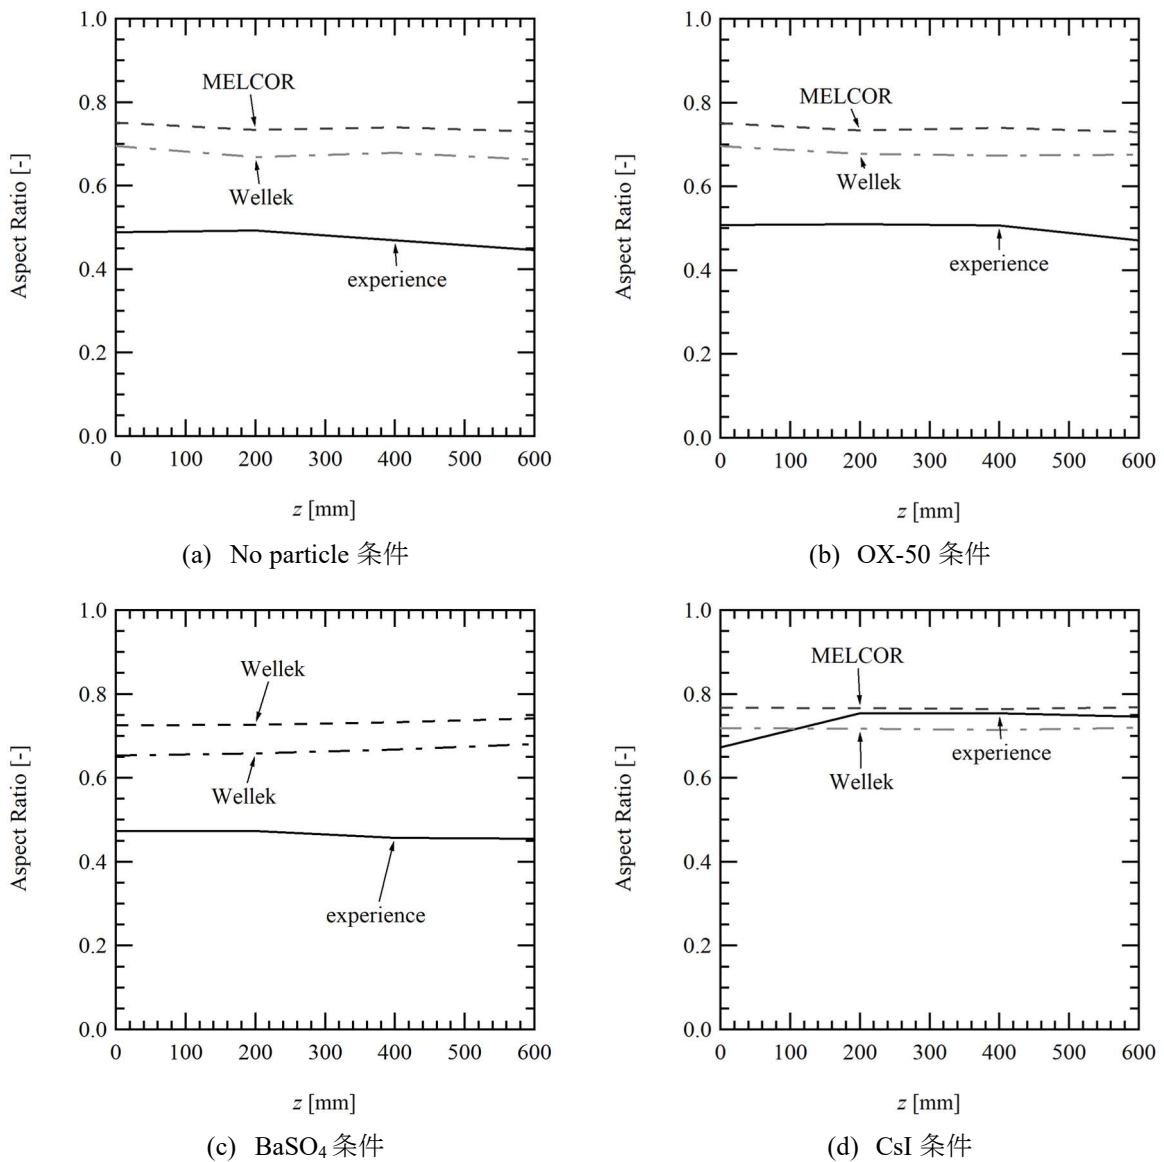 1.0
0.8
0.6
0.4
0.2
0.0
Aspect Ratio [-]
MELCOR
Wellek
experience
0 100 200 300 400 500 600
z [mm]
(a) No particle 条件
1.0
0.8
0.6
0.4
0.2
0.0
Aspect Ratio [-]
MELCOR
Wellek
experience
0 100 200 300 400 500 600
z [mm]
(b) OX-50 条件
1.0
0.8
0.6
0.4
0.2
0.0
Aspect Ratio [-]
Wellek
Wellek
experience
0 100 200 300 400 500 600
z [mm]
(c) BaSO₄ 条件
1.0
0.8
0.6
0.4
0.2
0.0
Aspect Ratio [-]
MELCOR
experience
Wellek
0 100 200 300 400 500 600
z [mm]
(d) CsI 条件